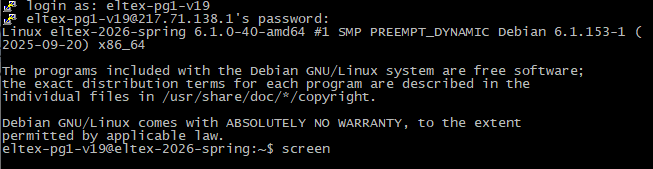 login as: eltex-pg1-v19
eltex-pg1-v19@217.71.138.1's password:
Linux eltex-2026-spring 6.1.0-40-amd64 #1 SMP PREEMPT_DYNAMIC Debian 6.1.153-1 (
2025-09-20) x86_64
The programs included with the Debian GNU/Linux system are free software;
the exact distribution terms for each program are described in the
individual files in /usr/share/doc/*/copyright.
Debian GNU/Linux comes with ABSOLUTELY NO WARRANTY, to the extent
permitted by applicable law.
eltex-pg1-v19@eltex-2026-spring:~$ screen